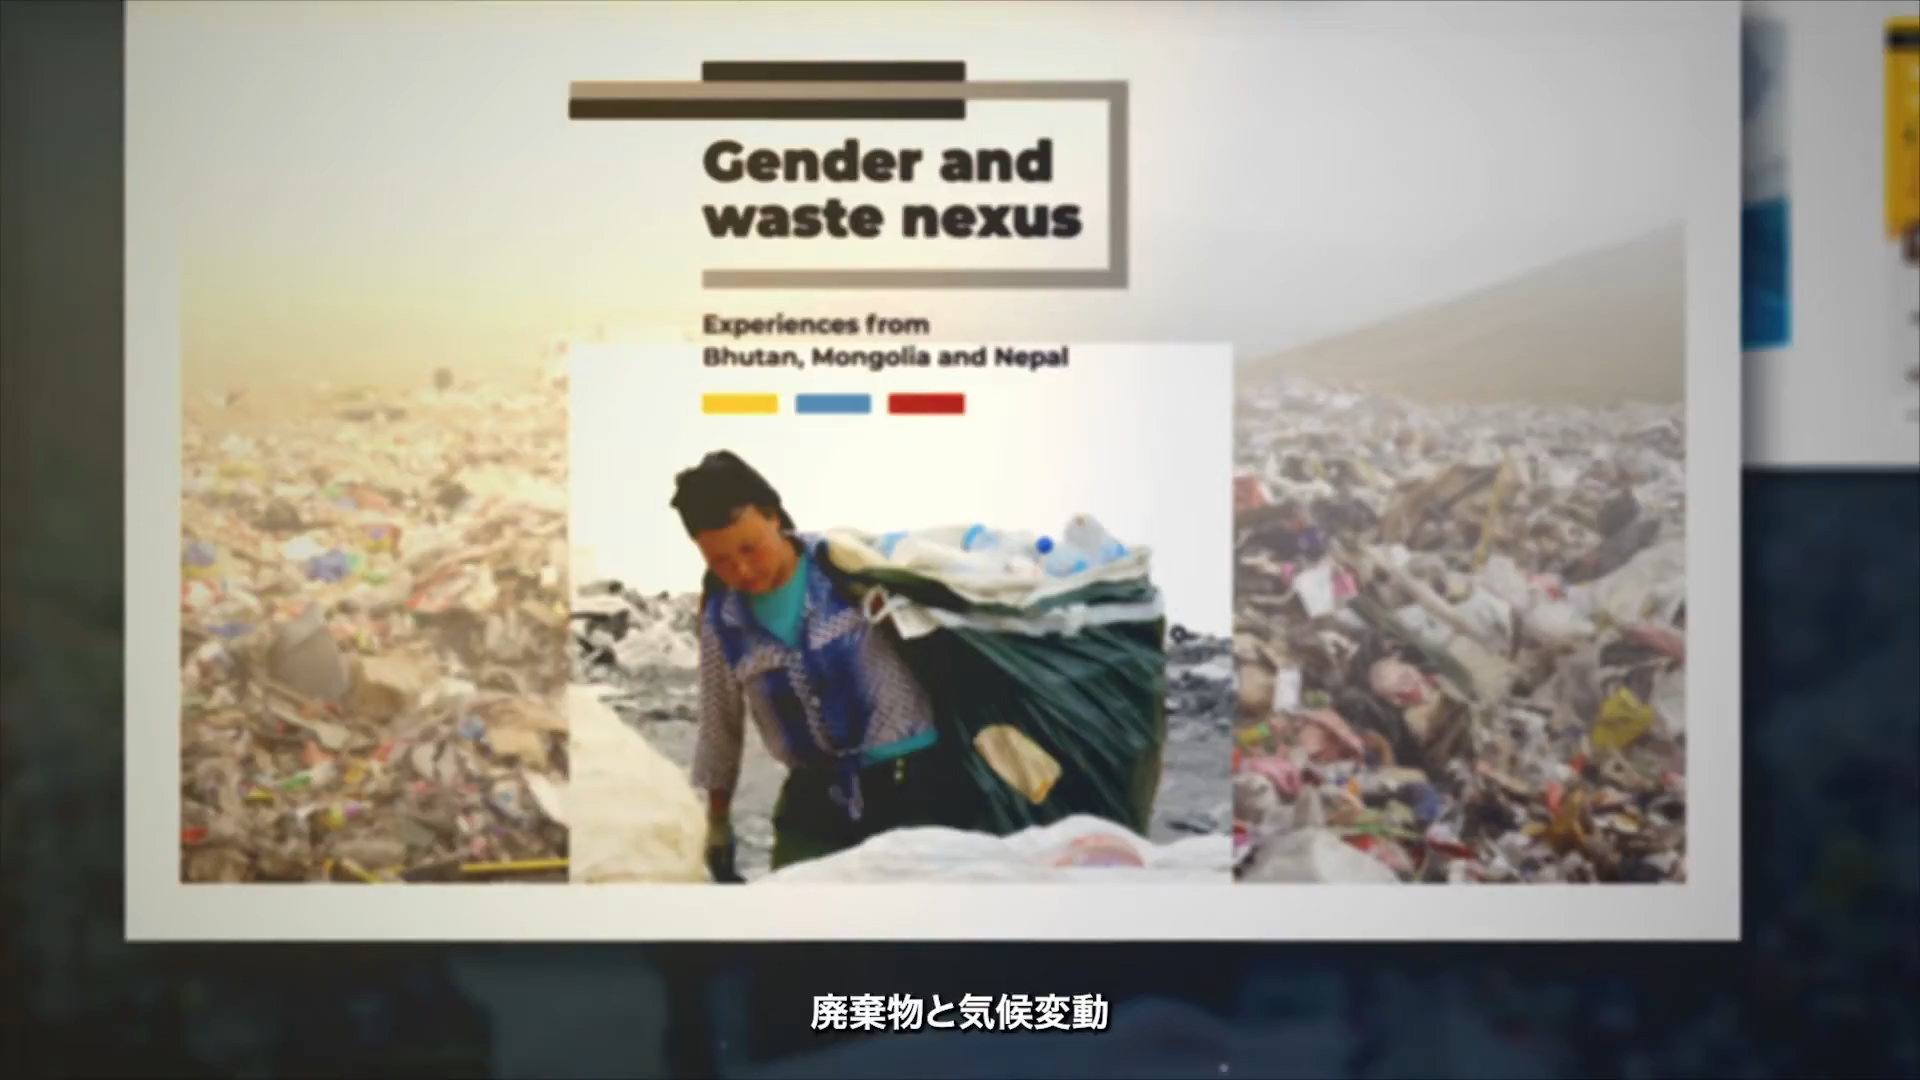 Gender and
waste nexus
Experiences from
Bhutan, Mongolia and Nepal
廃棄物と気候変動